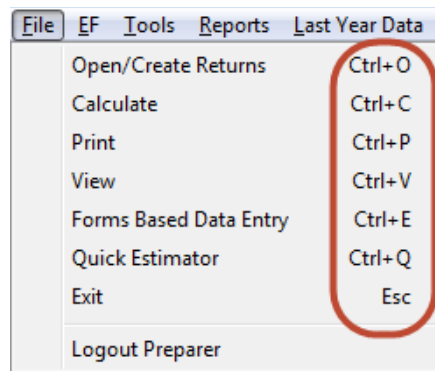 File EF Tools Reports Last Year Data
Open/Create Returns Ctrl+O
Calculate Ctrl+C
Print Ctrl+P
View Ctrl+V
Forms Based Data Entry Ctrl+E
Quick Estimator Ctrl+Q
Exit Esc
Logout Preparer